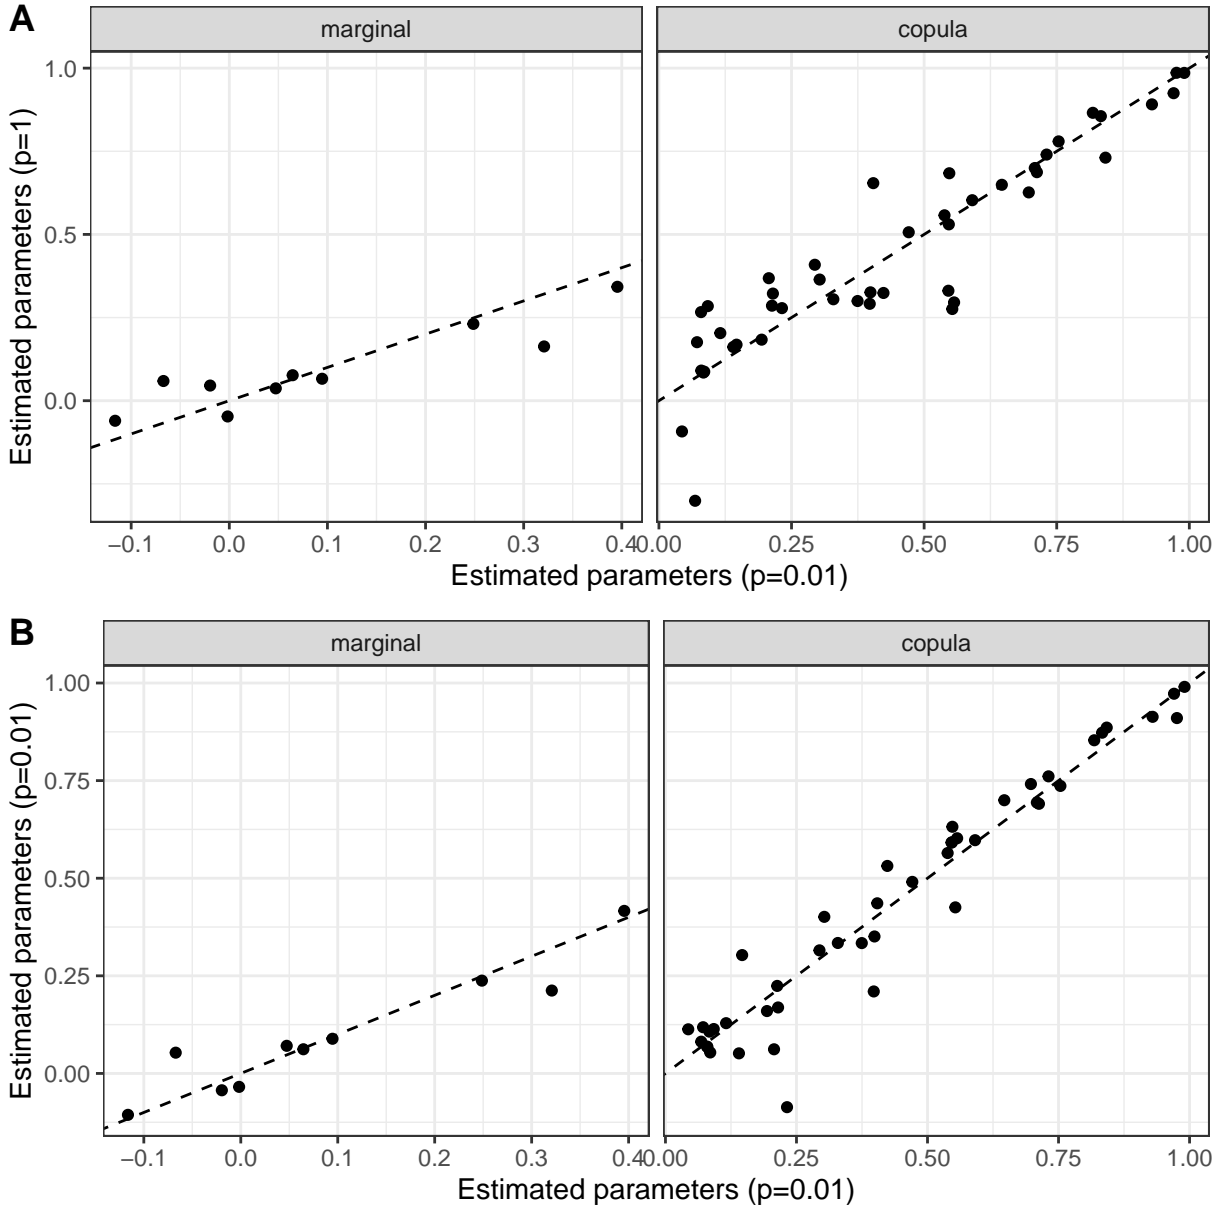 A
marginal
copula
Estimated parameters (p=1)
1.0
0.5
0.0
−0.1 0.0 0.1 0.2 0.3 0.4 0.00 0.25 0.50 0.75 1.00
Estimated parameters (p=0.01)
B
marginal
copula
Estimated parameters (p=0.01)
1.00
0.75
0.50
0.25
0.00
−0.1 0.0 0.1 0.2 0.3 0.4 0.00 0.25 0.50 0.75 1.00
Estimated parameters (p=0.01)